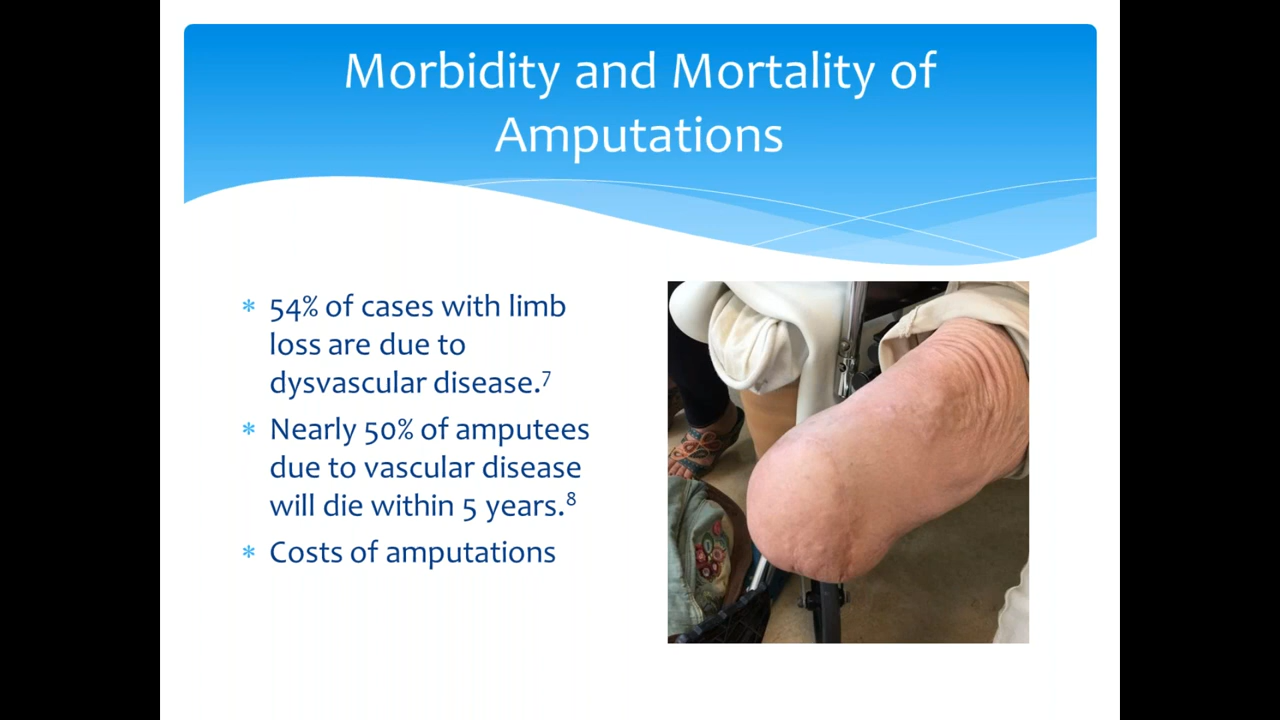 Morbidity and Mortality of
Amputations
* 54% of cases with limb
loss are due to
dysvascular disease.⁷
* Nearly 50% of amputees
due to vascular disease
will die within 5 years.⁸
* Costs of amputations